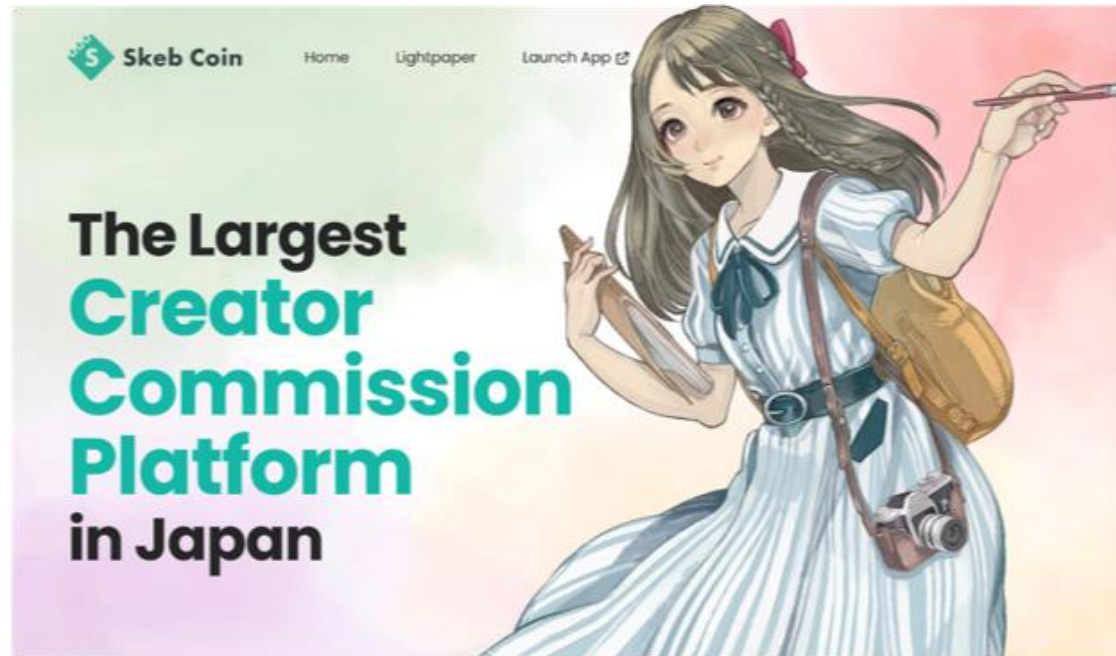 Skeb Coin
Home
Lightpaper
Launch App
The Largest
Creator
Commission
Platform
in Japan